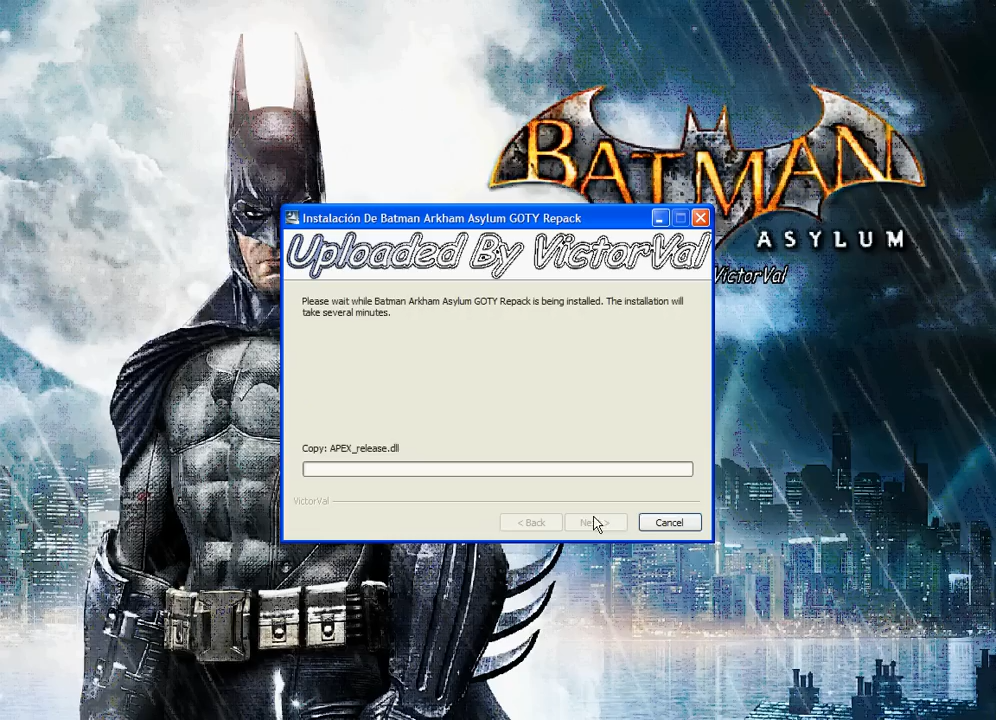 BATMAN
ASYLUM
VictorVal
Instalación De Batman Arkham Asylum GOTY Repack
Uploaded By VictorVal
Please wait while Batman Arkham Asylum GOTY Repack is being installed. The installation will
take several minutes.
Copy: APEX_release.dll
VictorVal
< Back
Cancel